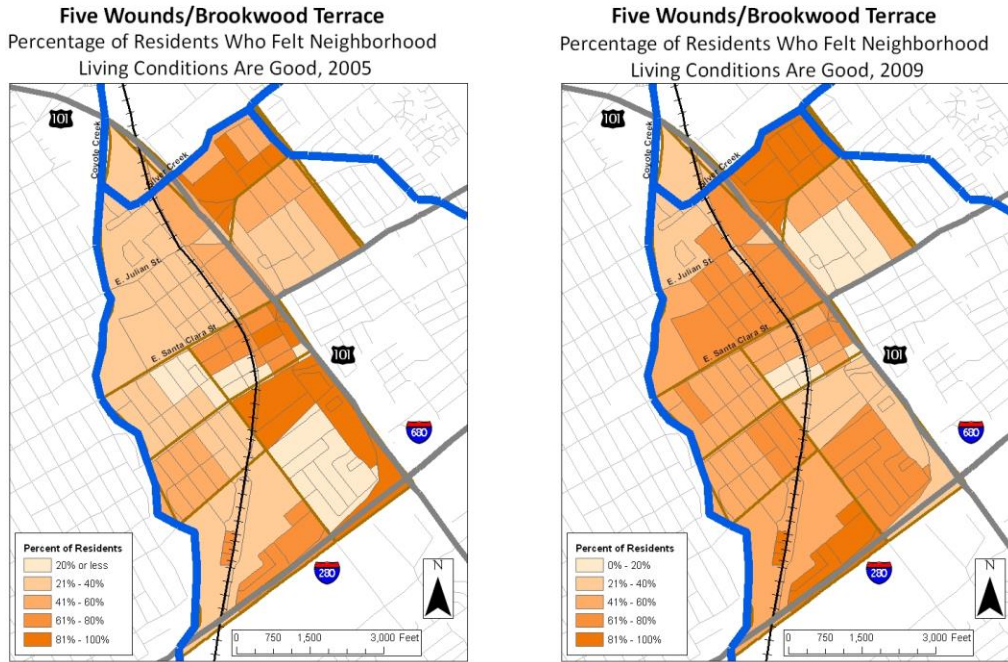 Five Wounds/Brookwood Terrace
Percentage of Residents Who Felt Neighborhood
Living Conditions Are Good, 2005
101
Coyote Creek
Silver Creek
E. Julian St.
E. Santa Clara St
101
680
280
Percent of Residents
20% or less
21% - 40%
41% - 60%
61% - 80%
81% - 100%
N
0 750 1,500 3,000 Feet
Five Wounds/Brookwood Terrace
Percentage of Residents Who Felt Neighborhood
Living Conditions Are Good, 2009
101
Coyote Creek
Silver Creek
E. Julian St.
E. Santa Clara St
101
680
280
Percent of Residents
0% - 20%
21% - 40%
41% - 60%
61% - 80%
81% - 100%
N
0 750 1,500 3,000 Feet